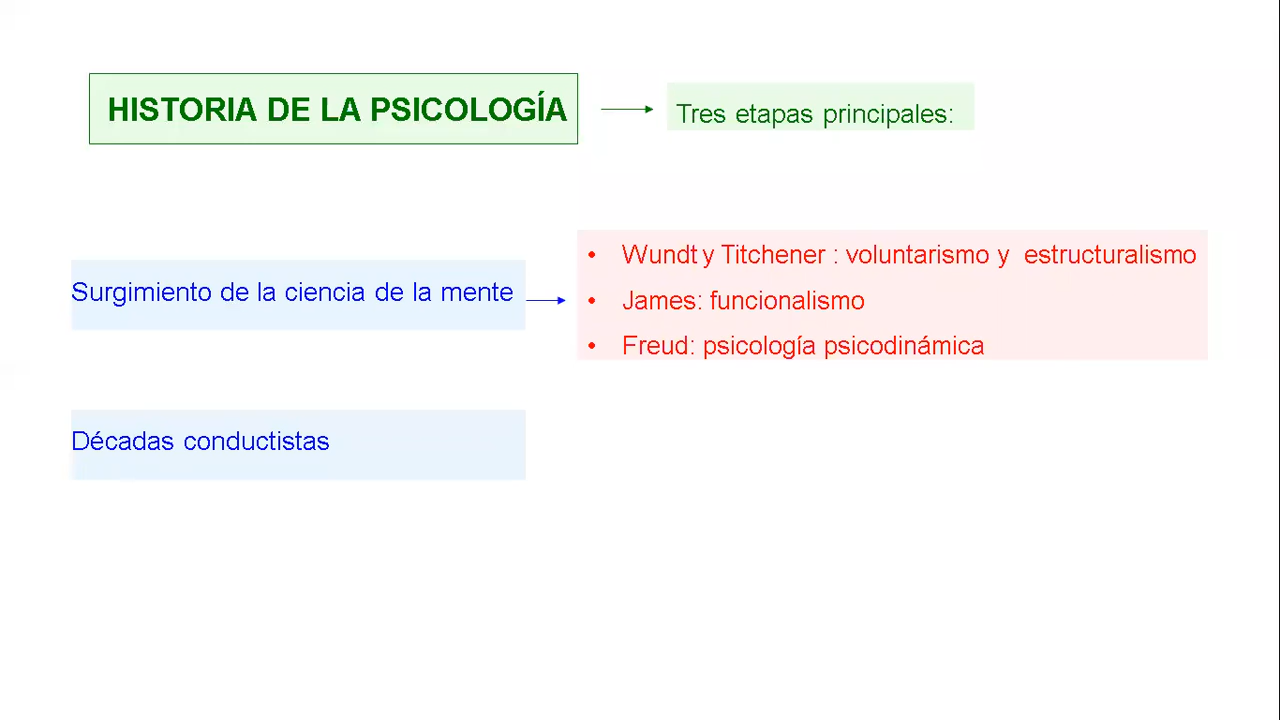 HISTORIA DE LA PSICOLOGÍA
Tres etapas principales:
Surgimiento de la ciencia de la mente
• Wundt y Titchener : voluntarismo y estructuralismo
• James: funcionalismo
• Freud: psicología psicodinámica
Décadas conductistas